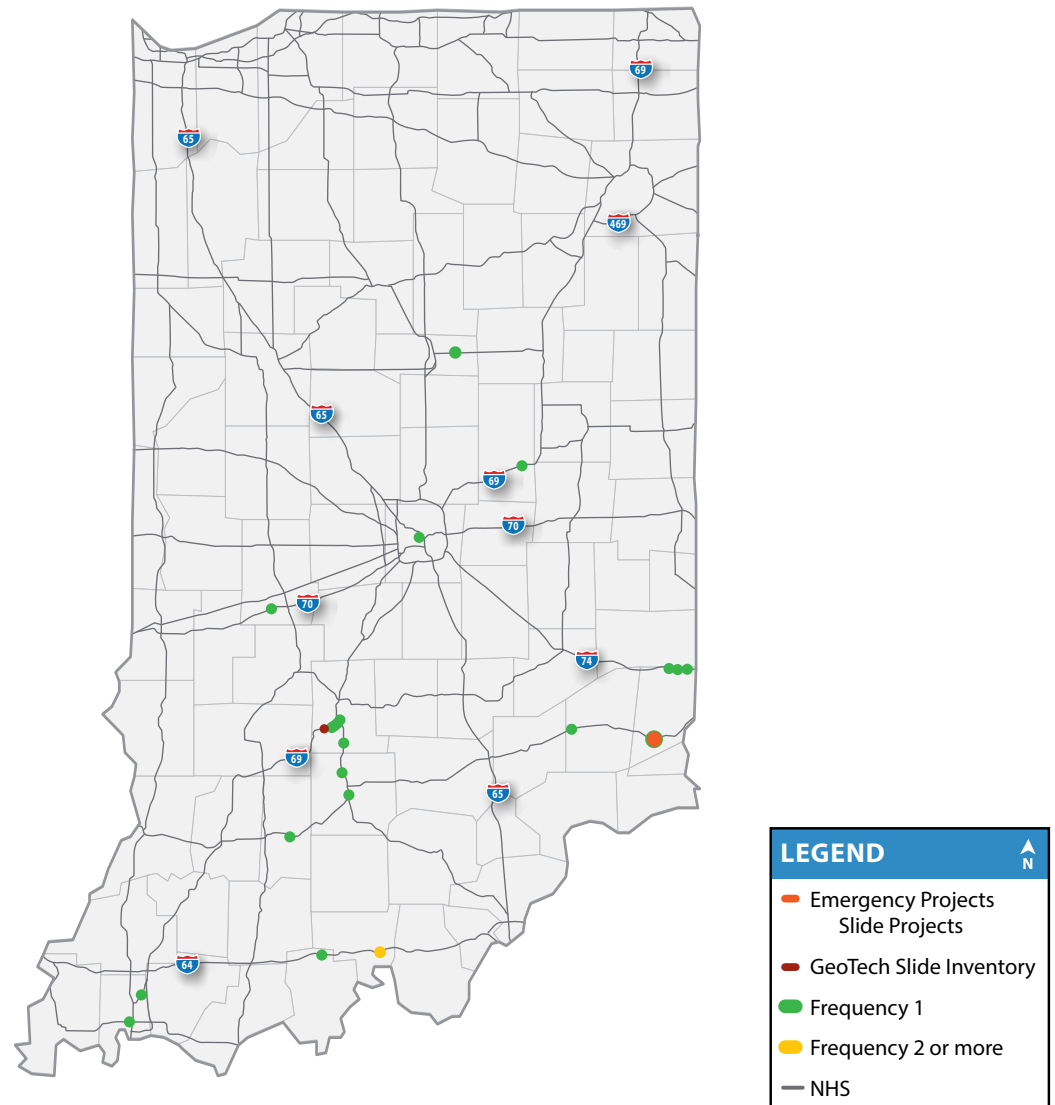 69
65
469
65
69
70
70
74
69
65
64
LEGEND
N
Emergency Projects
Slide Projects
GeoTech Slide Inventory
Frequency 1
Frequency 2 or more
NHS